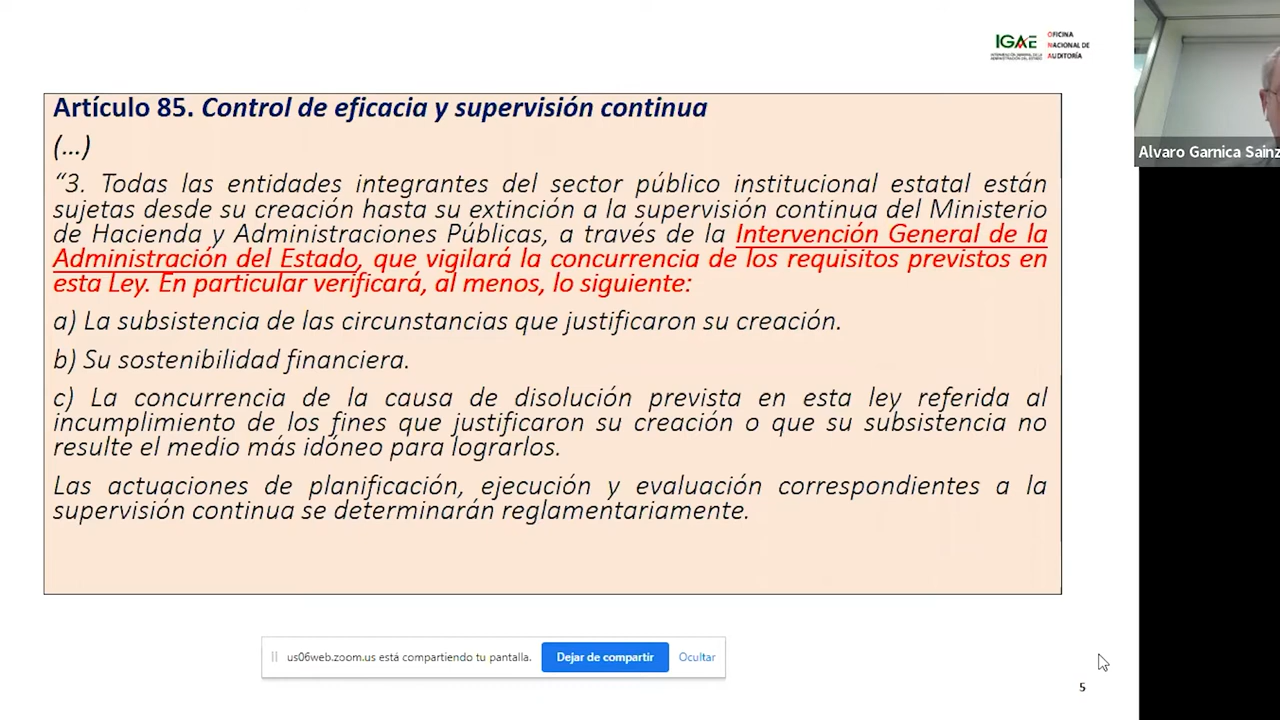 IGAE
OFICINA
NACIONAL DE
AUDITORÍA
INTERVENCIÓN GENERAL DE LA
ADMINISTRACIÓN DEL ESTADO
Artículo 85. Control de eficacia y supervisión continua
(...)
“3. Todas las entidades integrantes del sector público institucional estatal están
sujetas desde su creación hasta su extinción a la supervisión continua del Ministerio
de Hacienda y Administraciones Públicas, a través de la Intervención General de la
Administración del Estado, que vigilará la concurrencia de los requisitos previstos en
esta Ley. En particular verificará, al menos, lo siguiente:
a) La subsistencia de las circunstancias que justificaron su creación.
b) Su sostenibilidad financiera.
c) La concurrencia de la causa de disolución prevista en esta ley referida al
incumplimiento de los fines que justificaron su creación o que su subsistencia no
resulte el medio más idóneo para lograrlos.
Las actuaciones de planificación, ejecución y evaluación correspondientes a la
supervisión continua se determinarán reglamentariamente.
Alvaro Garnica Sainz
us06web.zoom.us está compartiendo tu pantalla.
Dejar de compartir
Ocultar
5